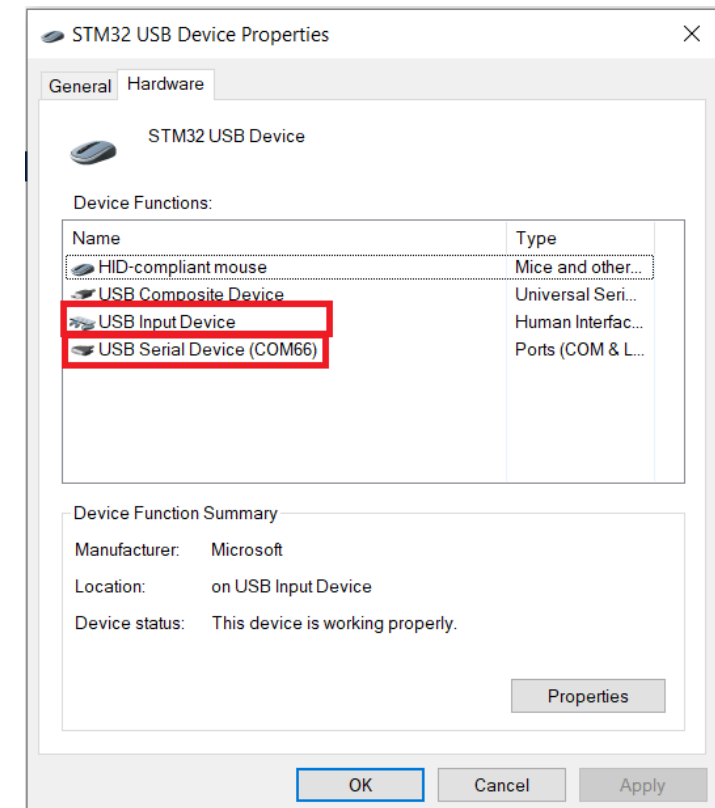 STM32 USB Device Properties
General Hardware
STM32 USB Device
Device Functions:
Name Type
HID-compliant mouse Mice and other...
USB Composite Device Universal Seri...
USB Input Device Human Interfac...
USB Serial Device (COM66) Ports (COM & L...
Device Function Summary
Manufacturer: Microsoft
Location: on USB Input Device
Device status: This device is working properly.
Properties
OK Cancel Apply